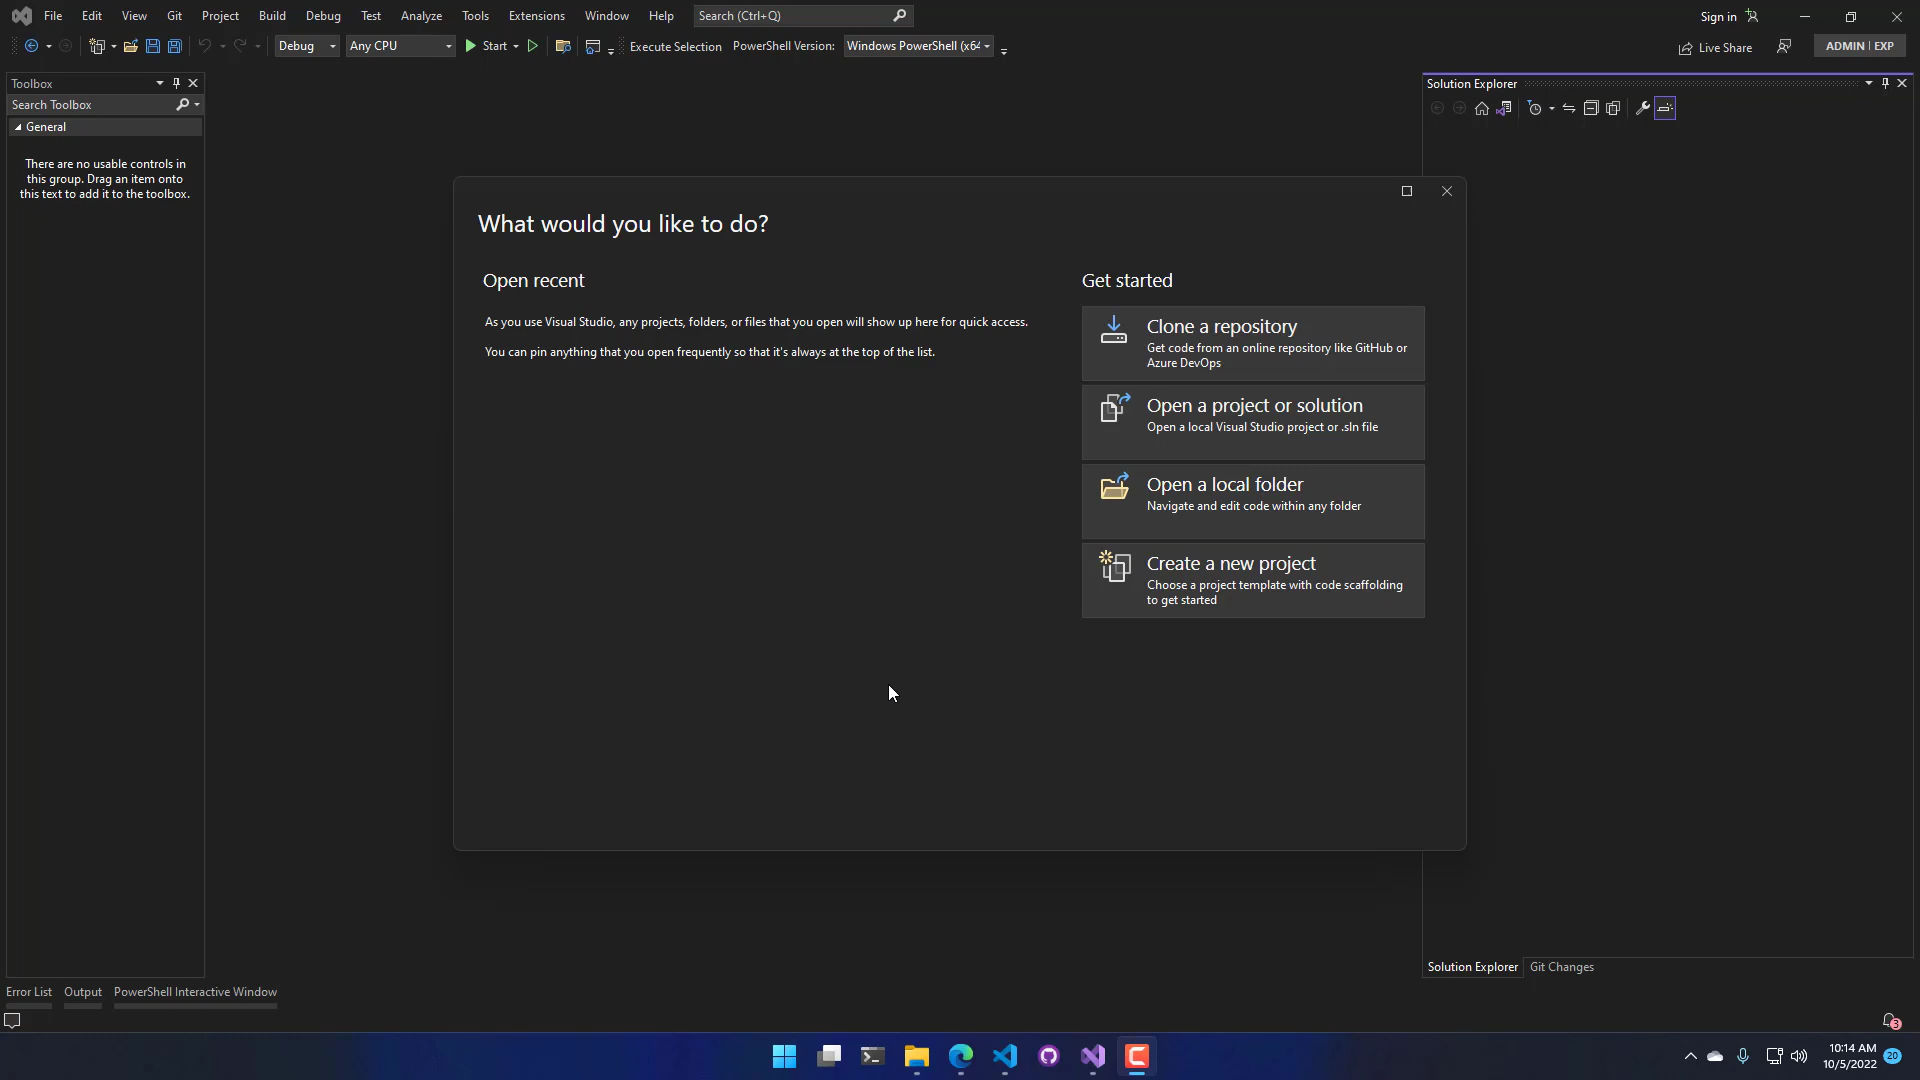 File Edit View Git Project Build Debug Test Analyze Tools Extensions Window Help Search (Ctrl+Q) Sign in
Debug Any CPU Start Execute Selection PowerShell Version: Windows PowerShell (x64 Live Share ADMIN | EXP
Toolbox
Search Toolbox
General
There are no usable controls in
this group. Drag an item onto
this text to add it to the toolbox.
What would you like to do?
Open recent
As you use Visual Studio, any projects, folders, or files that you open will show up here for quick access.
You can pin anything that you open frequently so that it's always at the top of the list.
Get started
Clone a repository
Get code from an online repository like GitHub or
Azure DevOps
Open a project or solution
Open a local Visual Studio project or .sln file
Open a local folder
Navigate and edit code within any folder
Create a new project
Choose a project template with code scaffolding
to get started
Solution Explorer
Solution Explorer Git Changes
Error List Output PowerShell Interactive Window
3
10:14 AM
10/5/2022
20